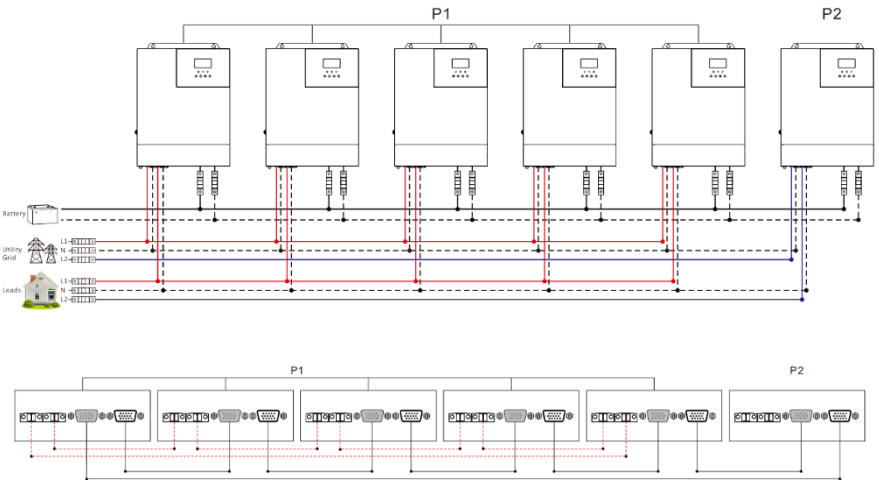 P1 P2
Battery
Utility Grid
L1
N
L2
Loads
L1
N
L2
P1 P2